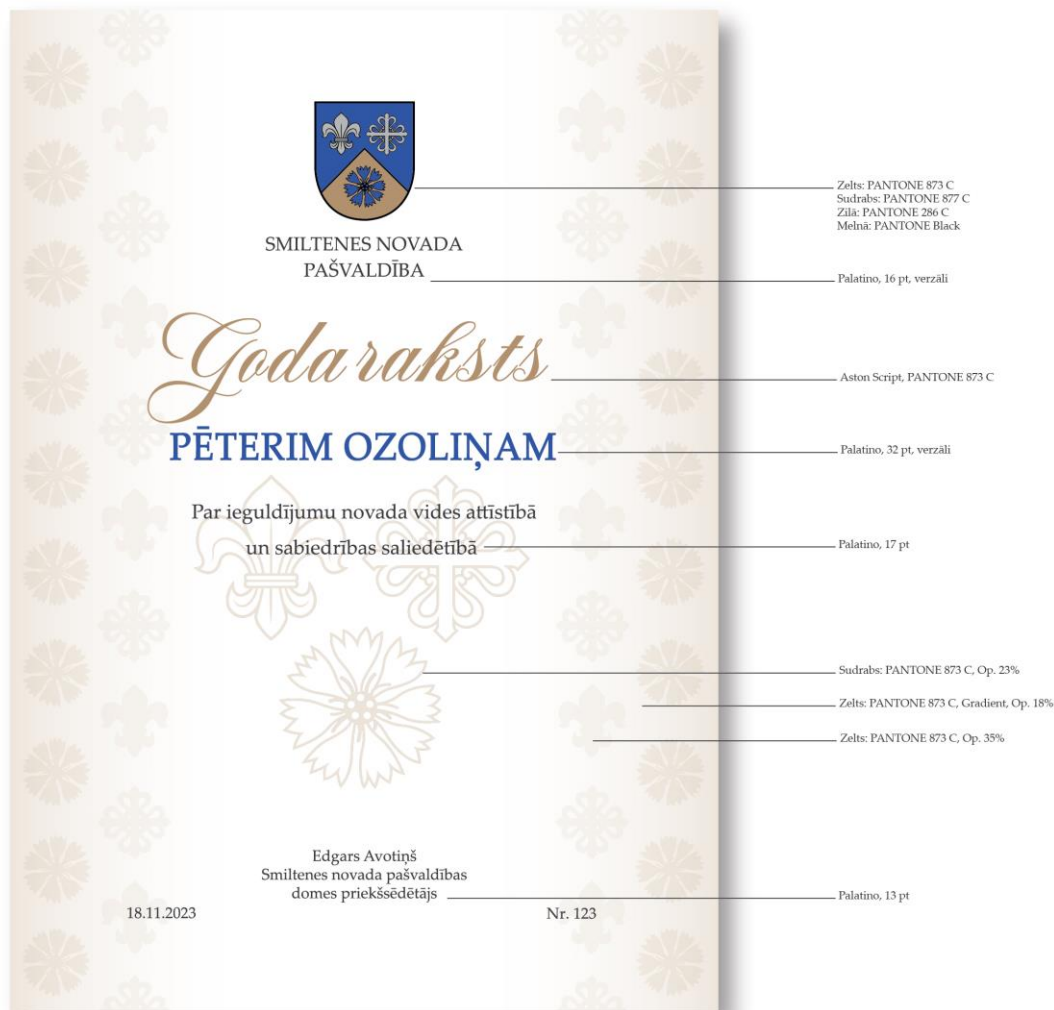 Zelts: PANTONE 873 C
Sudrabs: PANTONE 877 C
Zilā: PANTONE 286 C
Melnā: PANTONE Black
SMILTENES NOVADA
PAŠVALDĪBA
Palatino, 16 pt, verzāli
Goda raksts
Aston Script, PANTONE 873 C
PĒTERIM OZOLIŅAM
Palatino, 32 pt, verzāli
Par ieguldījumu novada vides attīstībā
un sabiedrības saliedētībā
Palatino, 17 pt
Sudrabs: PANTONE 873 C, Op. 23%
Zelts: PANTONE 873 C, Gradient, Op. 18%
Zelts: PANTONE 873 C, Op. 35%
Edgars Avotiņš
Smiltenes novada pašvaldības
domes priekšsēdētājs
Palatino, 13 pt
18.11.2023
Nr. 123